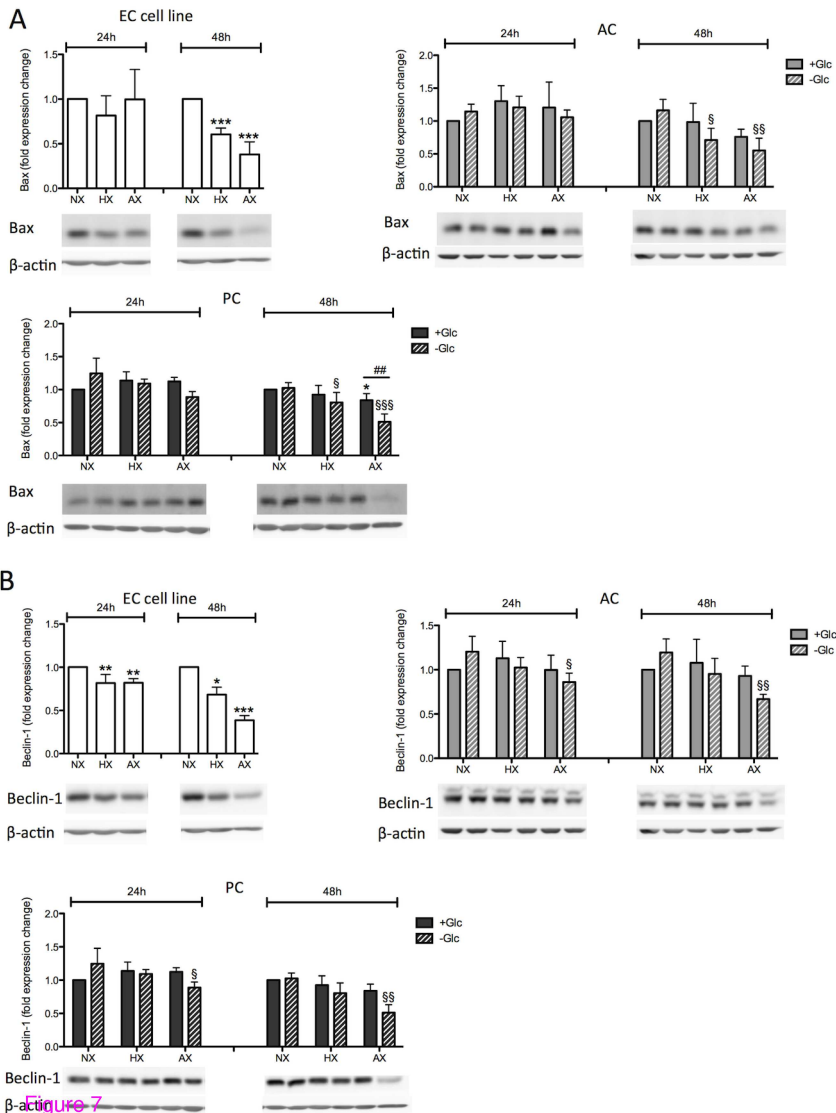 A
EC cell line
24h
48h
Bax (fold expression change)
1.5
1.0
0.5
0.0
***
***
NX HX AX NX HX AX
Bax
β-actin
AC
24h
48h
+Glc
-Glc
Bax (fold expression change)
2.0
1.5
1.0
0.5
0.0
§
§§
NX HX AX NX HX AX
Bax
β-actin
PC
24h
48h
+Glc
-Glc
Bax (fold expression change)
2.0
1.5
1.0
0.5
0.0
##
§
*
§§§
NX HX AX NX HX AX
Bax
β-actin
B
EC cell line
24h
48h
Beclin-1 (fold expression change)
1.5
1.0
0.5
0.0
** **
*
***
NX HX AX NX HX AX
Beclin-1
β-actin
AC
24h
48h
+Glc
-Glc
Beclin-1 (fold expression change)
1.5
1.0
0.5
0.0
§
§§
NX HX AX NX HX AX
Beclin-1
β-actin
PC
24h
48h
+Glc
-Glc
Beclin-1 (fold expression change)
2.0
1.5
1.0
0.5
0.0
§
§§
NX HX AX NX HX AX
Beclin-1
β-actin
Figure 7